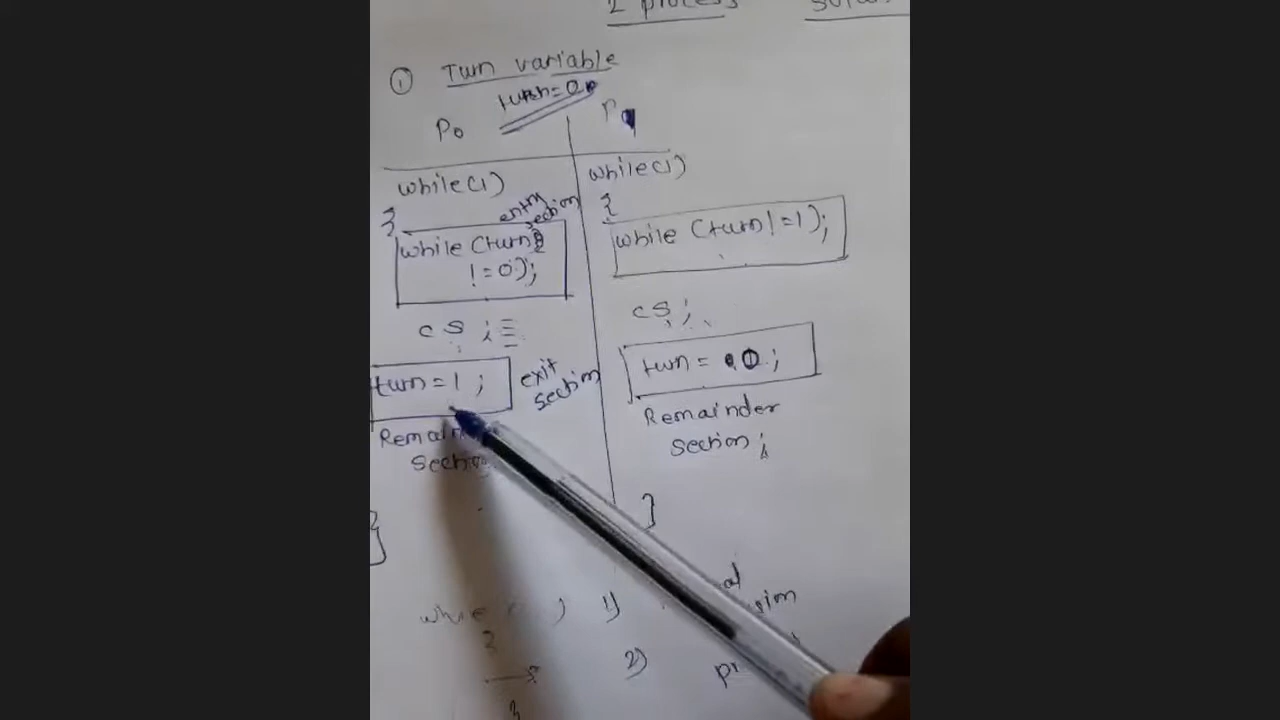 2 process
① Turn variable
turn=0
P0
while(1)
{
entry
section
while (turn
!=0);
CS ;
turn=1 ;
exit
section
Remainder
Section
}
while(1)
{
while (turn!=1);
CS ;
turn = 0 ;
Remainder
Section ;
}
while
1)
2)